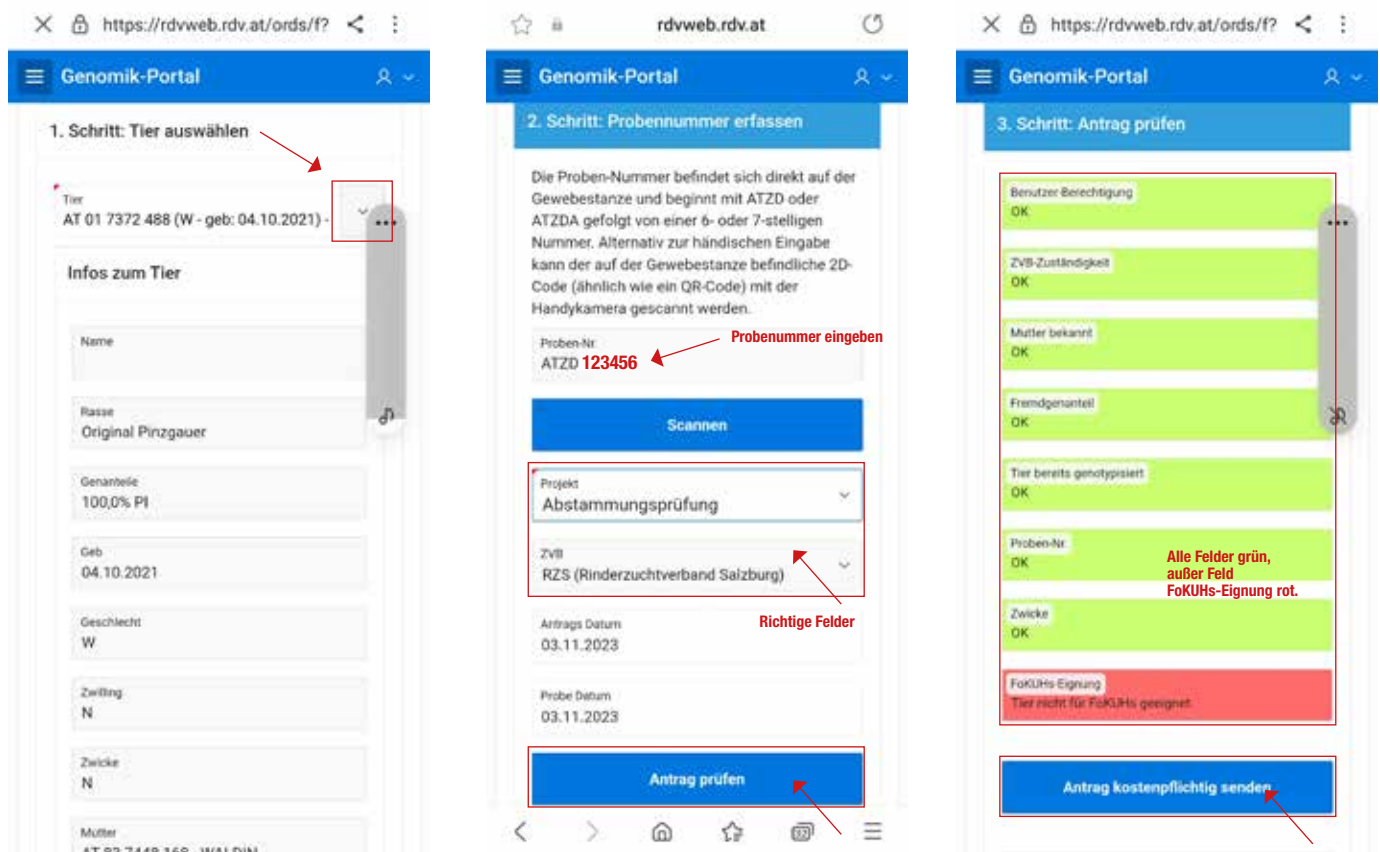 https://rdvweb.rdv.at/ords/f?
Genomik-Portal
1. Schritt: Tier auswählen
Tier
AT 01 7372 488 (W - geb: 04.10.2021) -
Infos zum Tier
Name
Rasse
Original Pinzgauer
Genanteile
100,0% PI
Geb
04.10.2021
Geschlecht
W
Zwilling
N
Zwicke
N
Mutter
AT 83 7448 168 - WALDIN
rdvweb.rdv.at
Genomik-Portal
2. Schritt: Probennummer erfassen
Die Proben-Nummer befindet sich direkt auf der
Gewebestanze und beginnt mit ATZD oder
ATZDA gefolgt von einer 6- oder 7-stelligen
Nummer. Alternativ zur händischen Eingabe
kann der auf der Gewebestanze befindliche 2D-
Code (ähnlich wie ein QR-Code) mit der
Handykamera gescannt werden.
Proben-Nr.
ATZD 123456
Probenummer eingeben
Scannen
Projekt
Abstammungsprüfung
ZVB
RZS (Rinderzuchtverband Salzburg)
Richtige Felder
Antrags Datum
03.11.2023
Probe Datum
03.11.2023
Antrag prüfen
https://rdvweb.rdv.at/ords/f?
Genomik-Portal
3. Schritt: Antrag prüfen
Benutzer Berechtigung
OK
ZVB-Zuständigkeit
OK
Mutter bekannt
OK
Fremdgenanteil
OK
Tier bereits genotypisiert
OK
Proben-Nr.
OK
Alle Felder grün,
außer Feld
FoKUHs-Eignung rot.
Zwicke
OK
FoKUHs Eignung
Tier nicht für FoKUHs geeignet.
Antrag kostenpflichtig senden